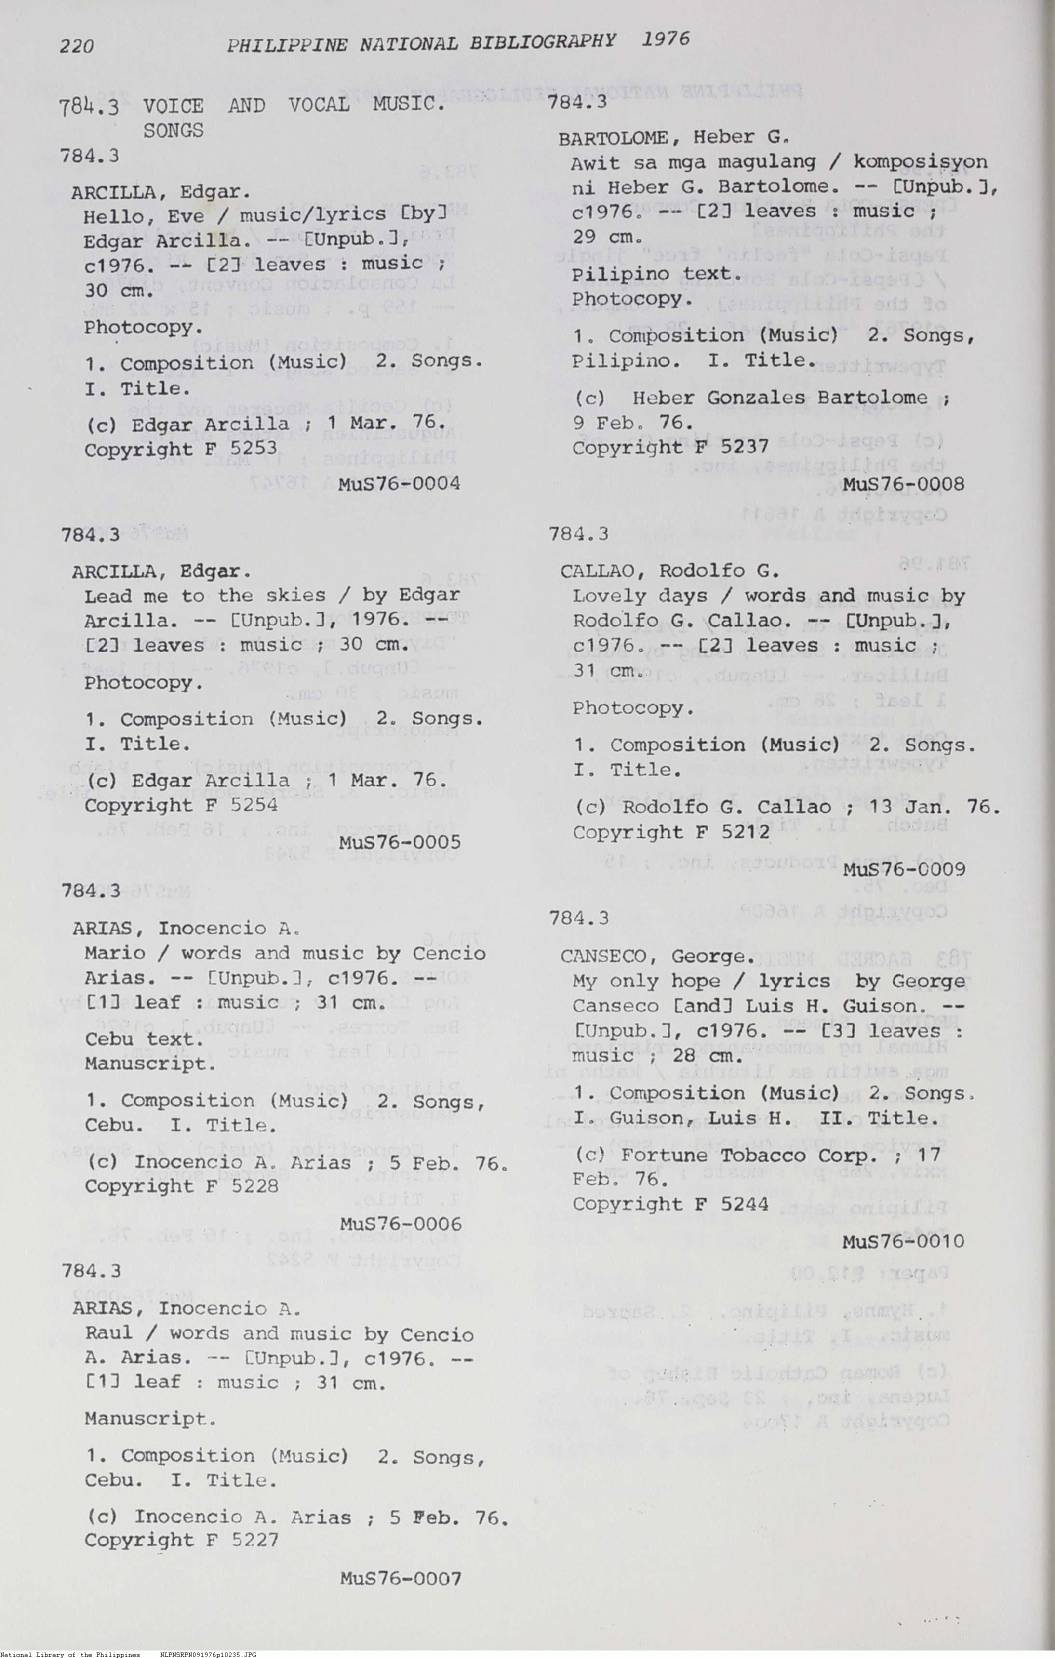 220
PHILIPPINE NATIONAL BIBLIOGRAPHY 1976
784.3 VOICE AND VOCAL MUSIC.
SONGS
784.3
ARCILLA, Edgar.
Hello, Eve / music/lyrics [by]
Edgar Arcilla. -- [Unpub.],
c1976. -- [2] leaves : music ;
30 cm.
Photocopy.
1. Composition (Music) 2. Songs.
I. Title.
(c) Edgar Arcilla ; 1 Mar. 76.
Copyright F 5253
MuS76-0004
784.3
ARCILLA, Edgar.
Lead me to the skies / by Edgar
Arcilla. -- [Unpub.], 1976. --
[2] leaves : music ; 30 cm.
Photocopy.
1. Composition (Music) 2. Songs.
I. Title.
(c) Edgar Arcilla ; 1 Mar. 76.
Copyright F 5254
MuS76-0005
784.3
ARIAS, Inocencio A.
Mario / words and music by Cencio
Arias. -- [Unpub.], c1976. --
[1] leaf : music ; 31 cm.
Cebu text.
Manuscript.
1. Composition (Music) 2. Songs,
Cebu. I. Title.
(c) Inocencio A. Arias ; 5 Feb. 76.
Copyright F 5228
MuS76-0006
784.3
ARIAS, Inocencio A.
Raul / words and music by Cencio
A. Arias. -- [Unpub.], c1976. --
[1] leaf : music ; 31 cm.
Manuscript.
1. Composition (Music) 2. Songs,
Cebu. I. Title.
(c) Inocencio A. Arias ; 5 Feb. 76.
Copyright F 5227
MuS76-0007
784.3
BARTOLOME, Heber G.
Awit sa mga magulang / komposisyon
ni Heber G. Bartolome. -- [Unpub.],
c1976. -- [2] leaves : music ;
29 cm.
Pilipino text.
Photocopy.
1. Composition (Music) 2. Songs,
Pilipino. I. Title.
(c) Heber Gonzales Bartolome ;
9 Feb. 76.
Copyright F 5237
MuS76-0008
784.3
CALLAO, Rodolfo G.
Lovely days / words and music by
Rodolfo G. Callao. -- [Unpub.],
c1976. -- [2] leaves : music ;
31 cm.
Photocopy.
1. Composition (Music) 2. Songs.
I. Title.
(c) Rodolfo G. Callao ; 13 Jan. 76.
Copyright F 5212
MuS76-0009
784.3
CANSECO, George.
My only hope / lyrics by George
Canseco [and] Luis H. Guison. --
[Unpub.], c1976. -- [3] leaves :
music ; 28 cm.
1. Composition (Music) 2. Songs.
I. Guison, Luis H. II. Title.
(c) Fortune Tobacco Corp. ; 17
Feb. 76.
Copyright F 5244
MuS76-0010
National Library of the Philippines NLPNSRPN091976p10235.JPG